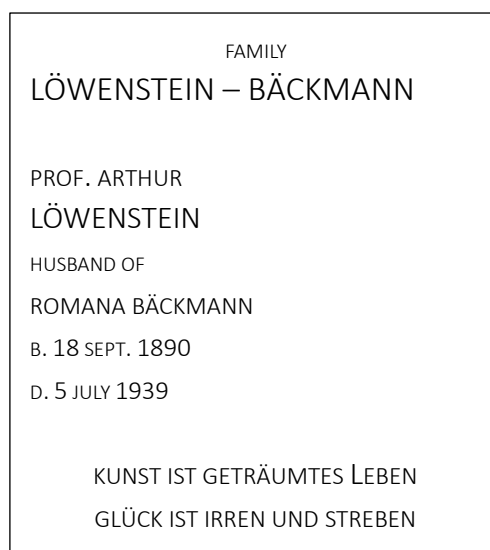 FAMILY
LÖWENSTEIN – BÄCKMANN
PROF. ARTHUR
LÖWENSTEIN
HUSBAND OF
ROMANA BÄCKMANN
B. 18 SEPT. 1890
D. 5 JULY 1939
KUNST IST GETRÄUMTES LEBEN
GLÜCK IST IRREN UND STREBEN